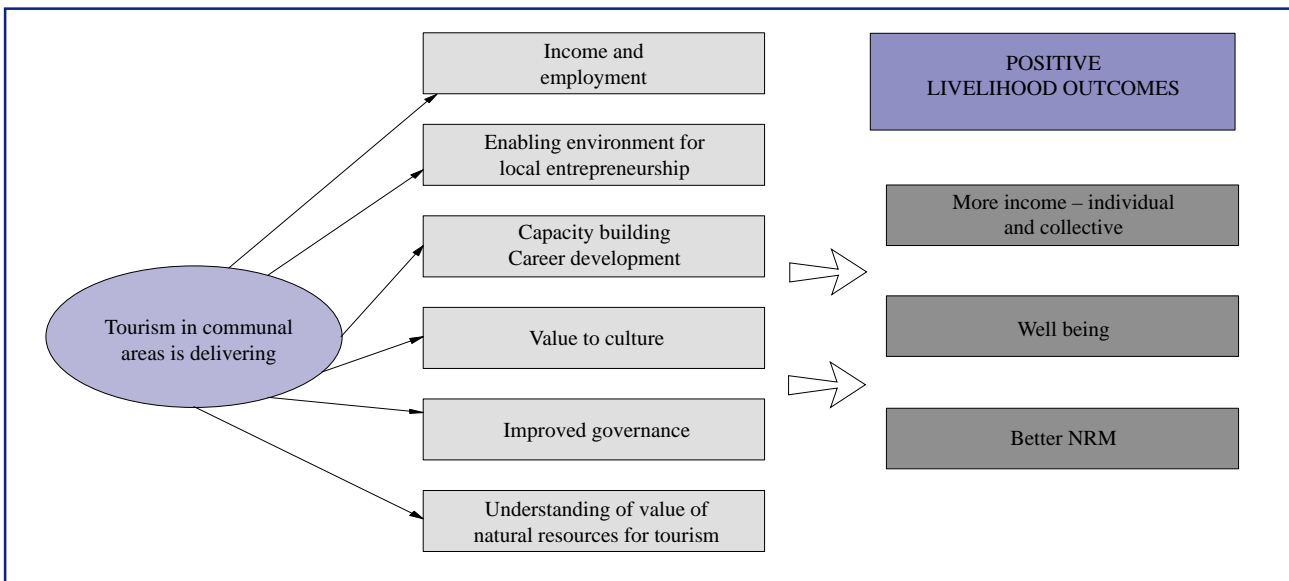 Tourism in communal
areas is delivering
Income and
employment
Enabling environment for
local entrepreneurship
Capacity building
Career development
Value to culture
Improved governance
Understanding of value of
natural resources for tourism
POSITIVE
LIVELIHOOD OUTCOMES
More income – individual
and collective
Well being
Better NRM